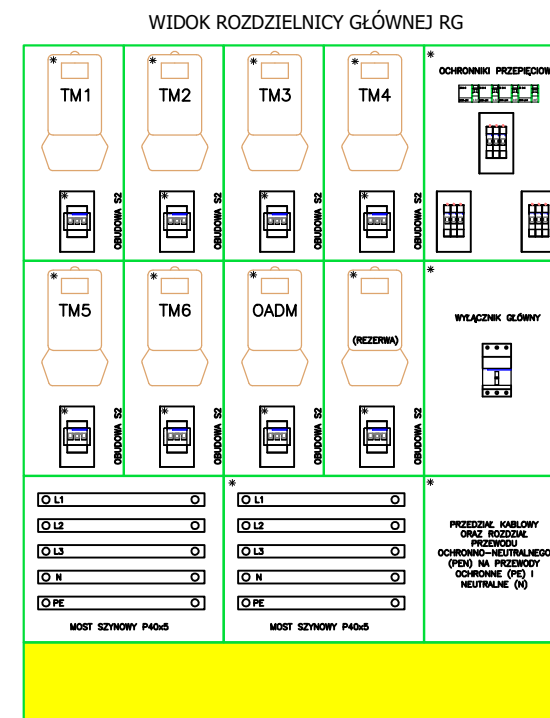 WIDOK ROZDZIELNICY GŁÓWNEJ RG
TM1
TM2
TM3
TM4
OCHRONNIKI PRZEPIĘCIOW
OBUDOWA S2
OBUDOWA S2
OBUDOWA S2
OBUDOWA S2
TM5
TM6
OADM
(REZERWA)
WYŁĄCZNIK GŁÓWNY
OBUDOWA S2
OBUDOWA S2
OBUDOWA S2
OBUDOWA S2
L1
L2
L3
N
PE
MOST SZYNOWY P40x5
L1
L2
L3
N
PE
MOST SZYNOWY P40x5
PRZEDZIAŁ KABLOWY
ORAZ ROZDZIAŁ
PRZEWODU
OCHRONNO-NEUTRALNEGO
(PEN) NA PRZEWODY
OCHRONNE (PE) I
NEUTRALNE (N)